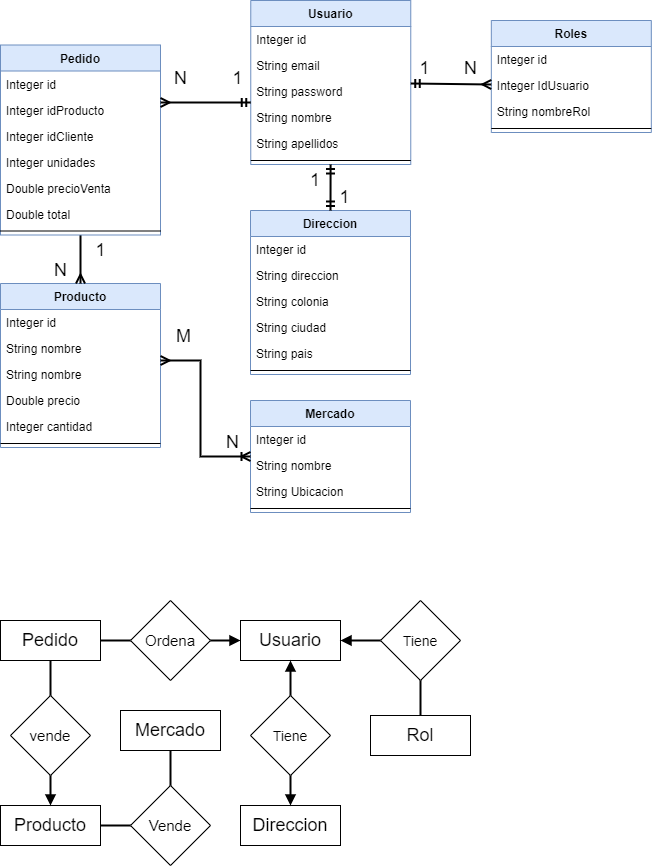 Usuario
Integer id
String email
String password
String nombre
String apellidos
Roles
Integer id
Integer IdUsuario
String nombreRol
Pedido
Integer id
Integer idProducto
Integer idCliente
Integer unidades
Double precioVenta
Double total
N
1
1
N
1
1
Direccion
Integer id
String direccion
String colonia
String ciudad
String pais
1
N
Producto
Integer id
String nombre
String nombre
Double precio
Integer cantidad
M
N
Mercado
Integer id
String nombre
String Ubicacion
Pedido
Ordena
Usuario
Tiene
vende
Mercado
Tiene
Rol
Producto
Vende
Direccion